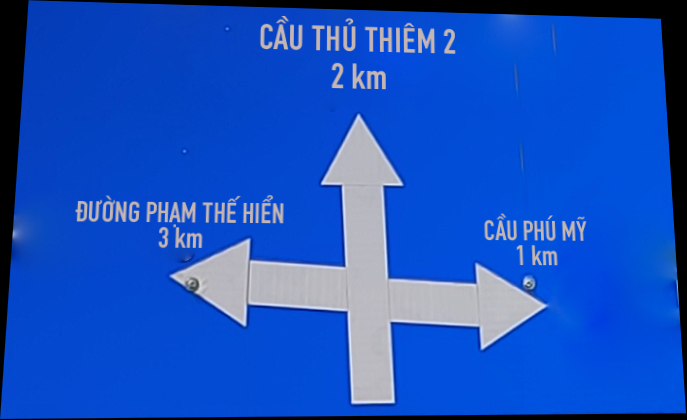 CẦU THỦ THIÊM 2
2 km
ĐƯỜNG PHẠM THẾ HIỂN
3 km
CẦU PHÚ MỸ
1 km